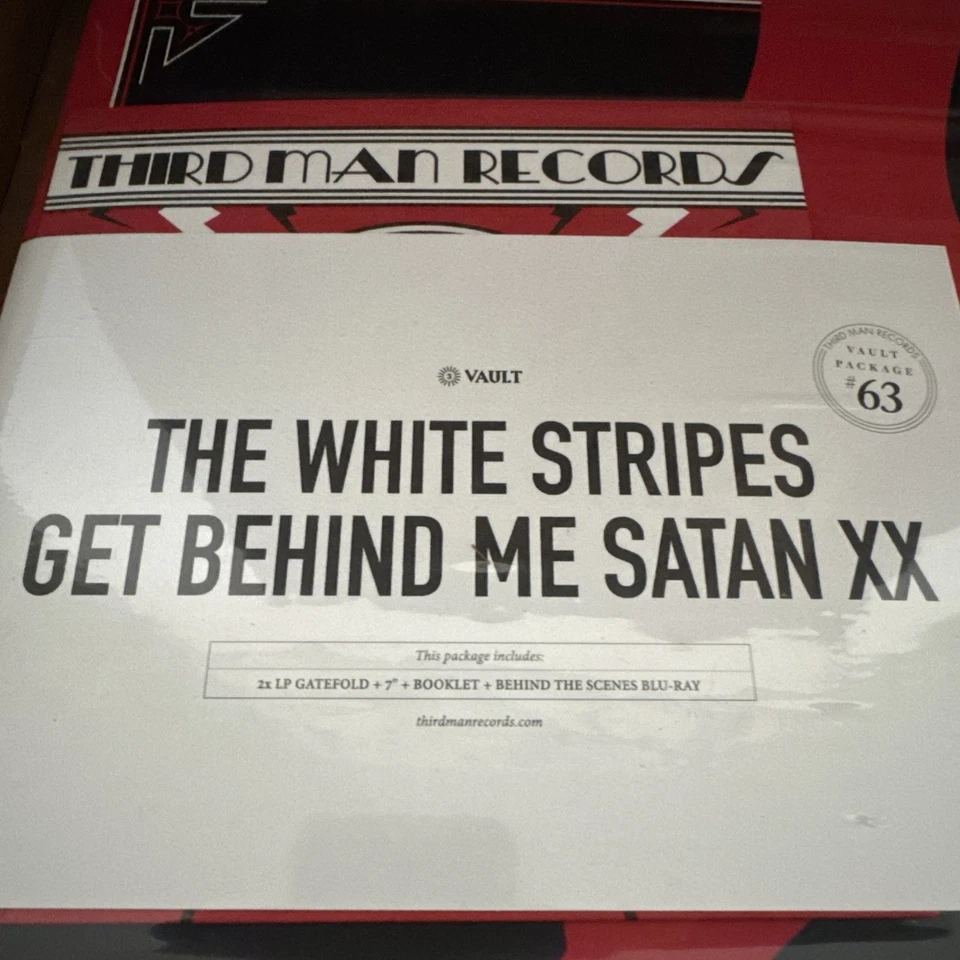 THIRD MAN RECORDS
THIRD MAN RECORDS
VAULT
PACKAGE
#63
3 VAULT
THE WHITE STRIPES
GET BEHIND ME SATAN XX
This package includes:
2x LP GATEFOLD + 7" + BOOKLET + BEHIND THE SCENES BLU-RAY
thirdmanrecords.com